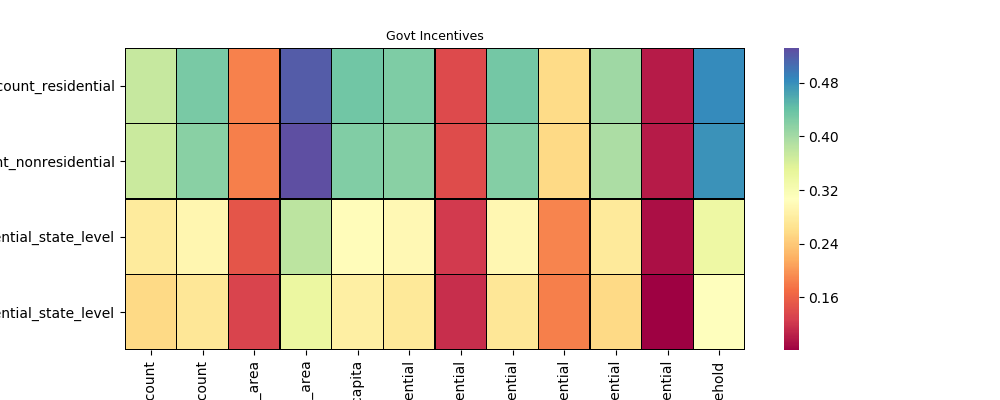 Govt Incentives
count_residential
nt_nonresidential
ential_state_level
ential_state_level
0.48
0.40
0.32
0.24
0.16
count
count
_area
_area
capita
ential
ential
ential
ential
ential
ential
ehold